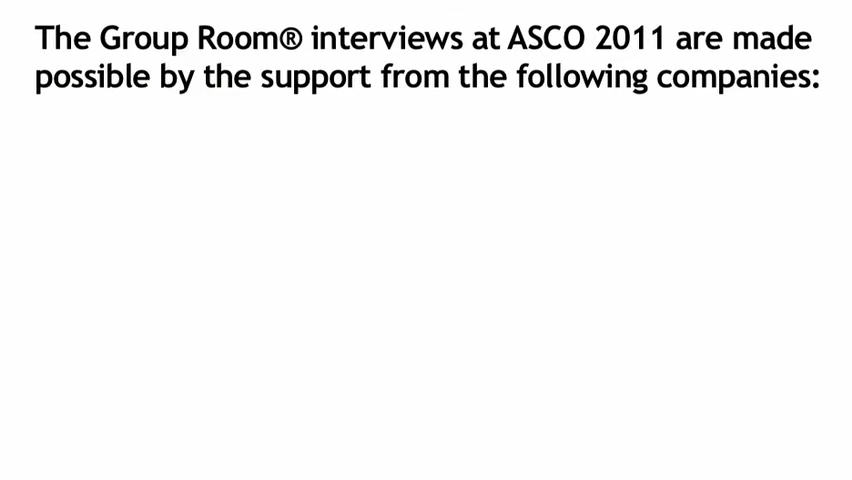 The Group Room® interviews at ASCO 2011 are made
possible by the support from the following companies: